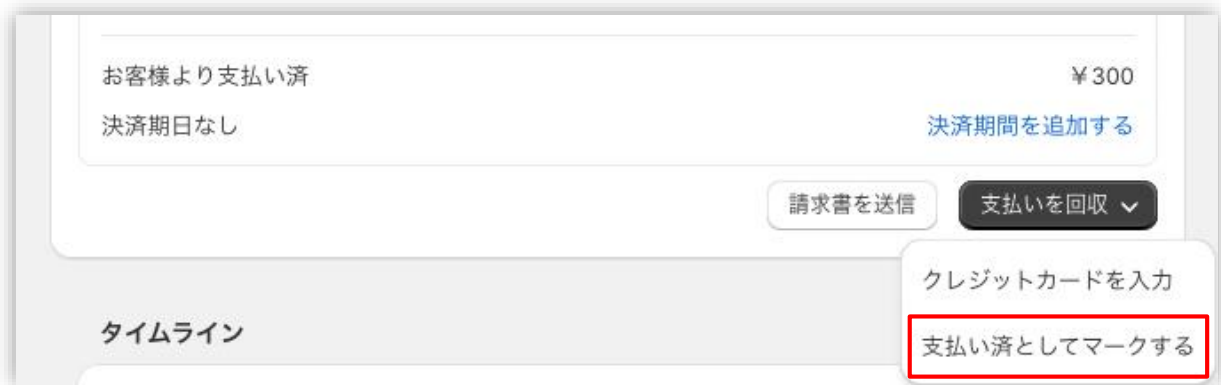 お客様より支払い済 ¥300
決済期日なし 決済期間を追加する
請求書を送信 支払いを回収
クレジットカードを入力
タイムライン
支払い済としてマークする